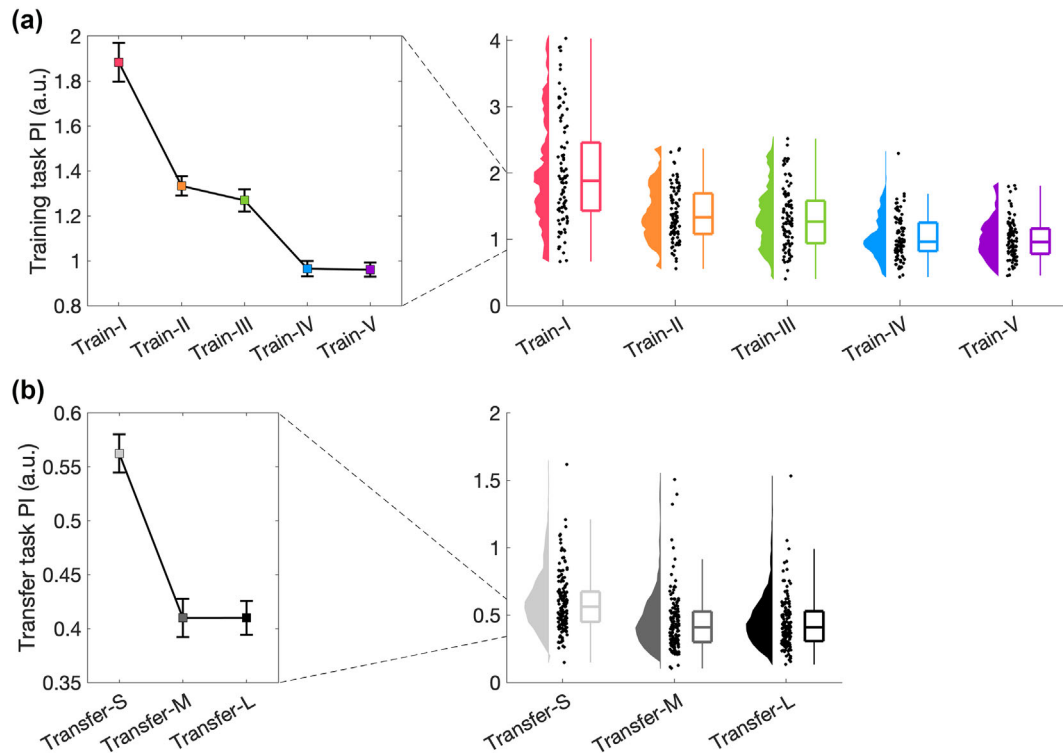 (a)
Training task PI (a.u.)
2
1.8
1.6
1.4
1.2
1
0.8
Train-I
Train-II
Train-III
Train-IV
Train-V
4
3
2
1
0
Train-I
Train-II
Train-III
Train-IV
Train-V
(b)
Transfer task PI (a.u.)
0.6
0.55
0.5
0.45
0.4
0.35
Transfer-S
Transfer-M
Transfer-L
2
1.5
1
0.5
0
Transfer-S
Transfer-M
Transfer-L